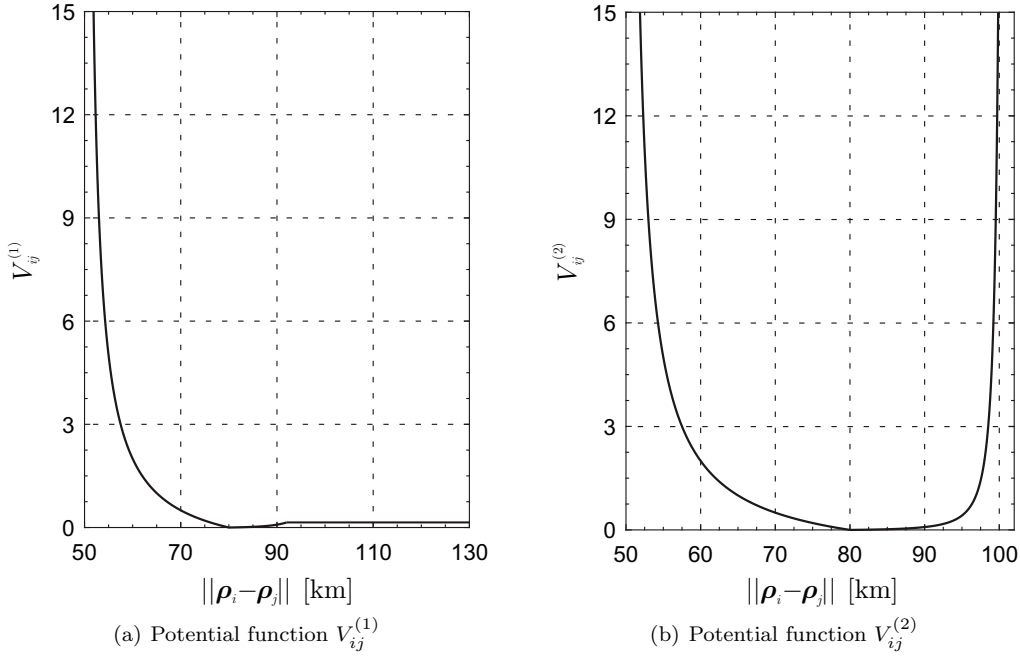 15
12
9
6
3
0
V_{ij}^{(1)}
50 70 90 110 130
||ρ_i−ρ_j|| [km]
(a) Potential function V_{ij}^{(1)}
15
12
9
6
3
0
V_{ij}^{(2)}
50 60 70 80 90 100
||ρ_i−ρ_j|| [km]
(b) Potential function V_{ij}^{(2)}